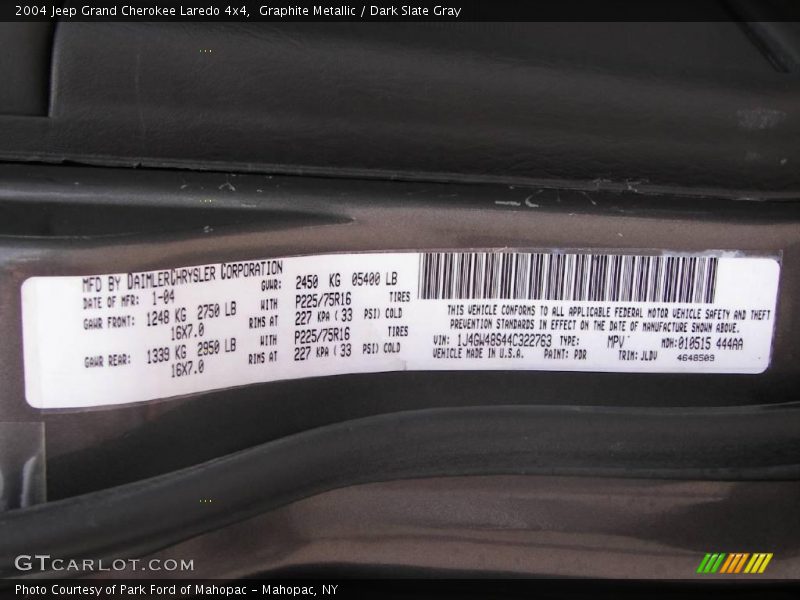 2004 Jeep Grand Cherokee Laredo 4x4,  Graphite Metallic / Dark Slate Gray
MFD BY DAIMLERCHRYSLER CORPORATION
DATE OF MFR: 1-04 GVWR: 2450 KG 05400 LB
GAWR FRONT: 1248 KG 2750 LB WITH P225/75R16 TIRES
16X7.0 RIMS AT 227 KPA ( 33 PSI) COLD
GAWR REAR: 1339 KG 2950 LB WITH P225/75R16 TIRES
16X7.0 RIMS AT 227 KPA ( 33 PSI) COLD
THIS VEHICLE CONFORMS TO ALL APPLICABLE FEDERAL MOTOR VEHICLE SAFETY AND THEFT
PREVENTION STANDARDS IN EFFECT ON THE DATE OF MANUFACTURE SHOWN ABOVE.
VIN: 1J4GW48S44C322763 TYPE: MPV MDH:010515 444AA
VEHICLE MADE IN U.S.A. PAINT: PDR TRIM: JLDV 4648509
GTCARLOT.COM
Photo Courtesy of Park Ford of Mahopac – Mahopac, NY